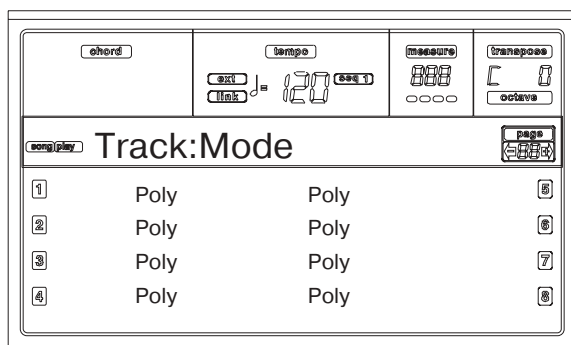 chord tempo measure transpose
ext ♩= 120 seq 1 888 C 0
link octave
song play Track:Mode page
-88+
1 Poly Poly 5
2 Poly Poly 6
3 Poly Poly 7
4 Poly Poly 8